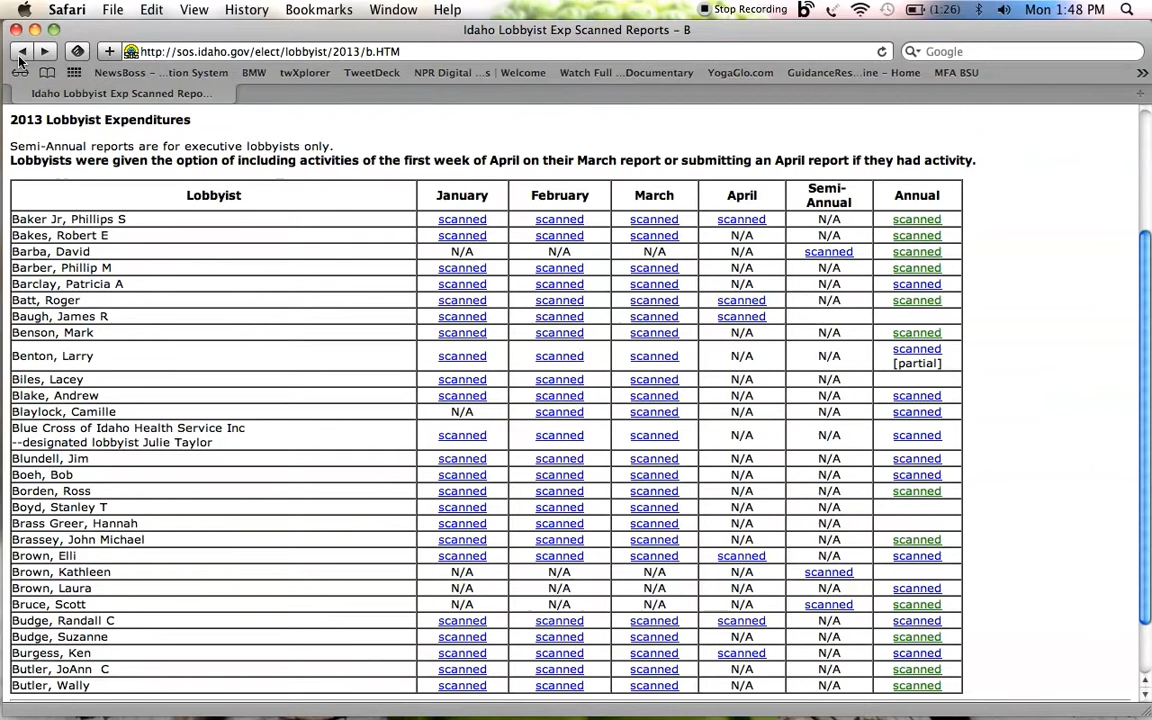 Safari File Edit View History Bookmarks Window Help Stop Recording (1:26) Mon 1:48 PM
Idaho Lobbyist Exp Scanned Reports – B
http://sos.idaho.gov/elect/lobbyist/2013/b.HTM Google
NewsBoss – ...tion System BMW twXplorer TweetDeck NPR Digital ...s | Welcome Watch Full ...Documentary YogaGlo.com GuidanceRes...ine – Home MFA BSU
Idaho Lobbyist Exp Scanned Repo...
2013 Lobbyist Expenditures
Semi-Annual reports are for executive lobbyists only.
Lobbyists were given the option of including activities of the first week of April on their March report or submitting an April report if they had activity.
Lobbyist January February March April Semi-Annual Annual
Baker Jr, Phillips S scanned scanned scanned scanned N/A scanned
Bakes, Robert E scanned scanned scanned N/A N/A scanned
Barba, David N/A N/A N/A N/A scanned scanned
Barber, Phillip M scanned scanned scanned N/A N/A scanned
Barclay, Patricia A scanned scanned scanned N/A N/A scanned
Batt, Roger scanned scanned scanned scanned N/A scanned
Baugh, James R scanned scanned scanned scanned
Benson, Mark scanned scanned scanned N/A N/A scanned
Benton, Larry scanned scanned scanned N/A N/A scanned
[partial]
Biles, Lacey scanned scanned scanned N/A N/A
Blake, Andrew scanned scanned scanned N/A N/A scanned
Blaylock, Camille N/A scanned scanned N/A N/A scanned
Blue Cross of Idaho Health Service Inc
--designated lobbyist Julie Taylor scanned scanned scanned N/A N/A scanned
Blundell, Jim scanned scanned scanned N/A N/A scanned
Boeh, Bob scanned scanned scanned N/A N/A scanned
Borden, Ross scanned scanned scanned N/A N/A scanned
Boyd, Stanley T scanned scanned scanned N/A N/A
Brass Greer, Hannah scanned scanned scanned N/A N/A
Brassey, John Michael scanned scanned scanned N/A N/A scanned
Brown, Elli scanned scanned scanned scanned N/A scanned
Brown, Kathleen N/A N/A N/A N/A scanned
Brown, Laura N/A N/A N/A N/A N/A scanned
Bruce, Scott N/A N/A N/A N/A scanned scanned
Budge, Randall C scanned scanned scanned scanned N/A scanned
Budge, Suzanne scanned scanned scanned N/A N/A scanned
Burgess, Ken scanned scanned scanned scanned N/A scanned
Butler, JoAnn C scanned scanned scanned N/A N/A scanned
Butler, Wally scanned scanned scanned N/A N/A scanned